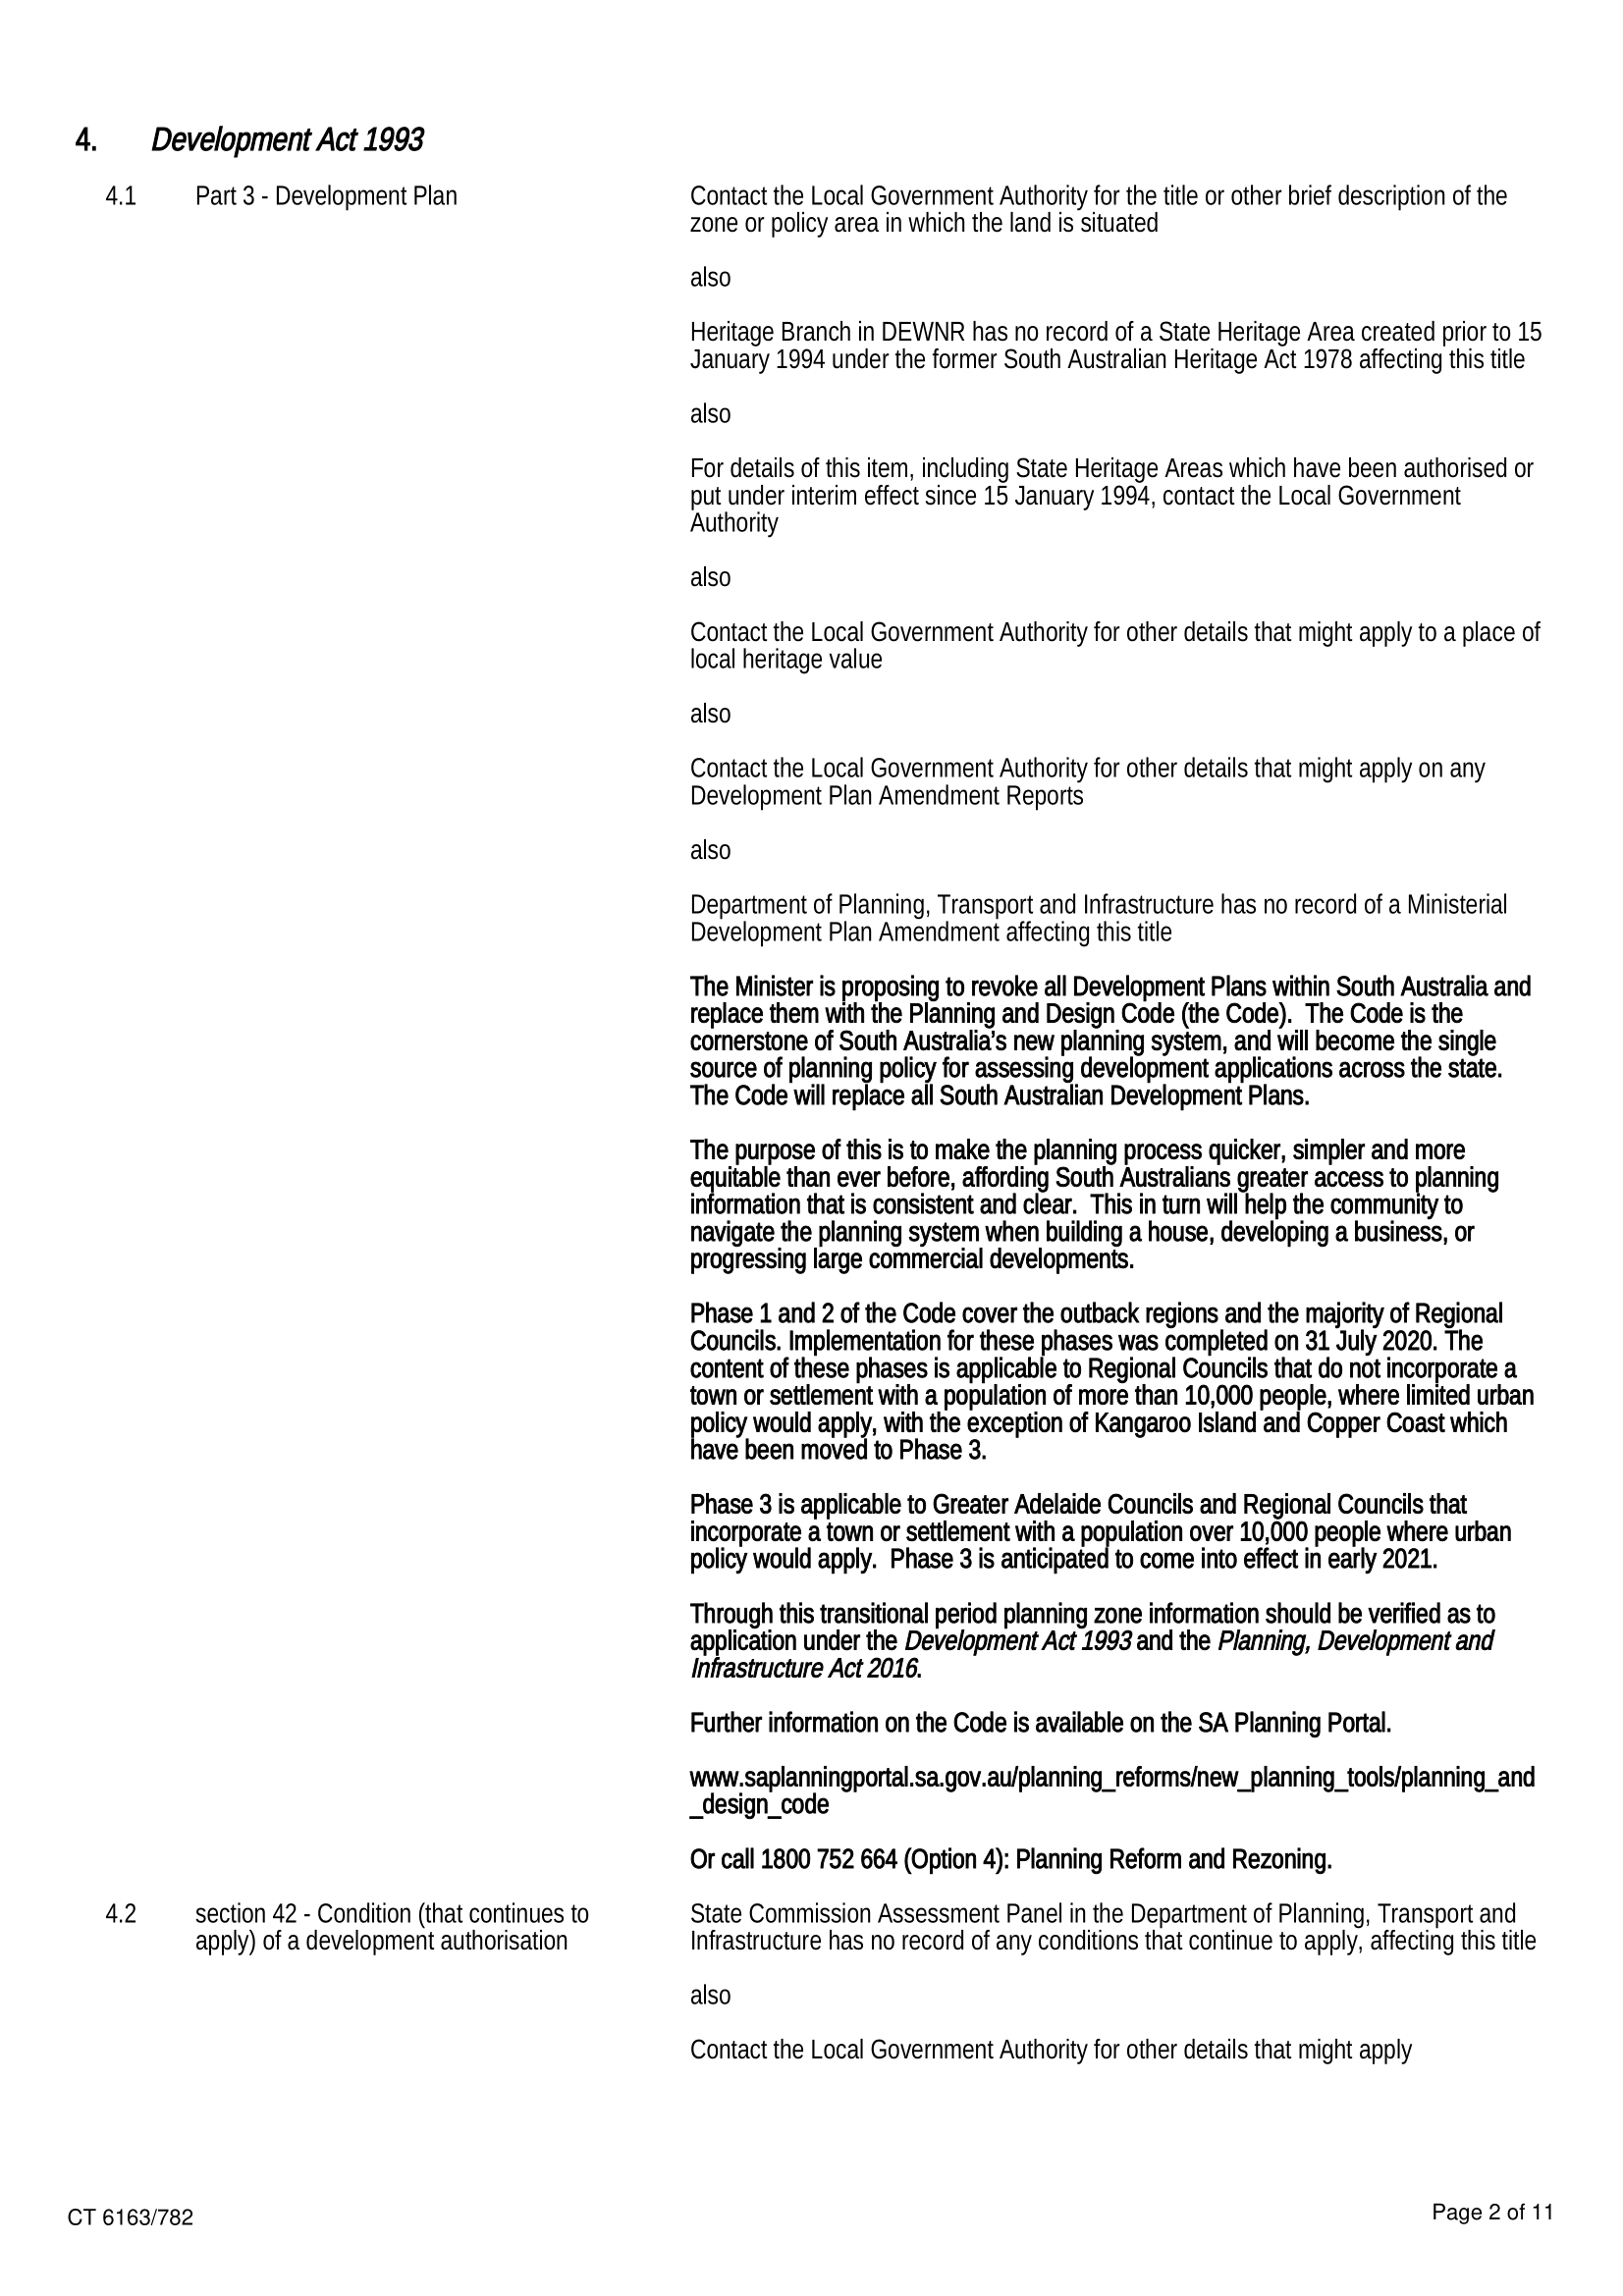 4. Development Act 1993
4.1 Part 3 - Development Plan
Contact the Local Government Authority for the title or other brief description of the
zone or policy area in which the land is situated
also
Heritage Branch in DEWNR has no record of a State Heritage Area created prior to 15
January 1994 under the former South Australian Heritage Act 1978 affecting this title
also
For details of this item, including State Heritage Areas which have been authorised or
put under interim effect since 15 January 1994, contact the Local Government
Authority
also
Contact the Local Government Authority for other details that might apply to a place of
local heritage value
also
Contact the Local Government Authority for other details that might apply on any
Development Plan Amendment Reports
also
Department of Planning, Transport and Infrastructure has no record of a Ministerial
Development Plan Amendment affecting this title
The Minister is proposing to revoke all Development Plans within South Australia and
replace them with the Planning and Design Code (the Code).  The Code is the
cornerstone of South Australia's new planning system, and will become the single
source of planning policy for assessing development applications across the state.
The Code will replace all South Australian Development Plans.
The purpose of this is to make the planning process quicker, simpler and more
equitable than ever before, affording South Australians greater access to planning
information that is consistent and clear.  This in turn will help the community to
navigate the planning system when building a house, developing a business, or
progressing large commercial developments.
Phase 1 and 2 of the Code cover the outback regions and the majority of Regional
Councils. Implementation for these phases was completed on 31 July 2020. The
content of these phases is applicable to Regional Councils that do not incorporate a
town or settlement with a population of more than 10,000 people, where limited urban
policy would apply, with the exception of Kangaroo Island and Copper Coast which
have been moved to Phase 3.
Phase 3 is applicable to Greater Adelaide Councils and Regional Councils that
incorporate a town or settlement with a population over 10,000 people where urban
policy would apply.  Phase 3 is anticipated to come into effect in early 2021.
Through this transitional period planning zone information should be verified as to
application under the Development Act 1993 and the Planning, Development and
Infrastructure Act 2016.
Further information on the Code is available on the SA Planning Portal.
www.saplanningportal.sa.gov.au/planning_reforms/new_planning_tools/planning_and
_design_code
Or call 1800 752 664 (Option 4): Planning Reform and Rezoning.
4.2 section 42 - Condition (that continues to
apply) of a development authorisation
State Commission Assessment Panel in the Department of Planning, Transport and
Infrastructure has no record of any conditions that continue to apply, affecting this title
also
Contact the Local Government Authority for other details that might apply
CT 6163/782
Page 2 of 11